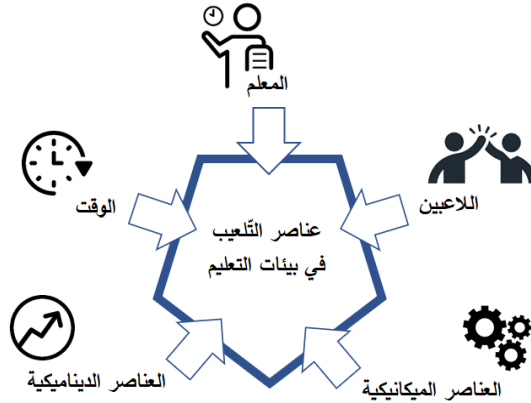 المعلم
اللاعبين
الوقت
عناصر التّلعيب
في بيئات التعليم
العناصر الميكانيكية
العناصر الديناميكية